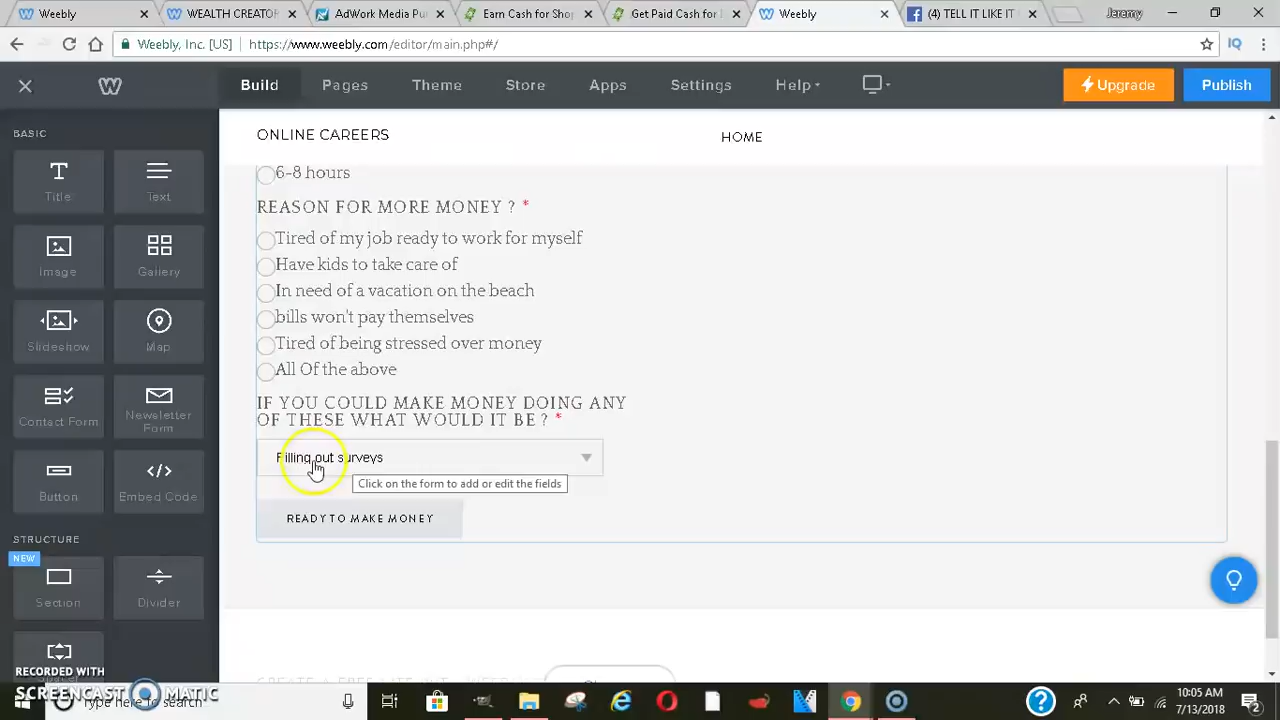 Weebly
WEALTH CREATOR
AdWork Media Pu
Earn Cash for Shop
Get Paid Cash for
Weebly
(4) TELL IT LIKE IT
Jeremy
Weebly, Inc. [US]
https://www.weebly.com/editor/main.php#/
Build
Pages
Theme
Store
Apps
Settings
Help
Upgrade
Publish
BASIC
ONLINE CAREERS
HOME
Title
Text
Image
Gallery
Slideshow
Map
Contact Form
Newsletter
Form
Button
Embed Code
STRUCTURE
NEW
Section
Divider
6-8 hours
REASON FOR MORE MONEY ? *
Tired of my job ready to work for myself
Have kids to take care of
In need of a vacation on the beach
bills won't pay themselves
Tired of being stressed over money
All Of the above
IF YOU COULD MAKE MONEY DOING ANY
OF THESE WHAT WOULD IT BE ? *
Filling out surveys
Click on the form to add or edit the fields
READY TO MAKE MONEY
RECORDED WITH
SCREENCAST MATIC
Type here to search
10:05 AM
7/13/2018
2